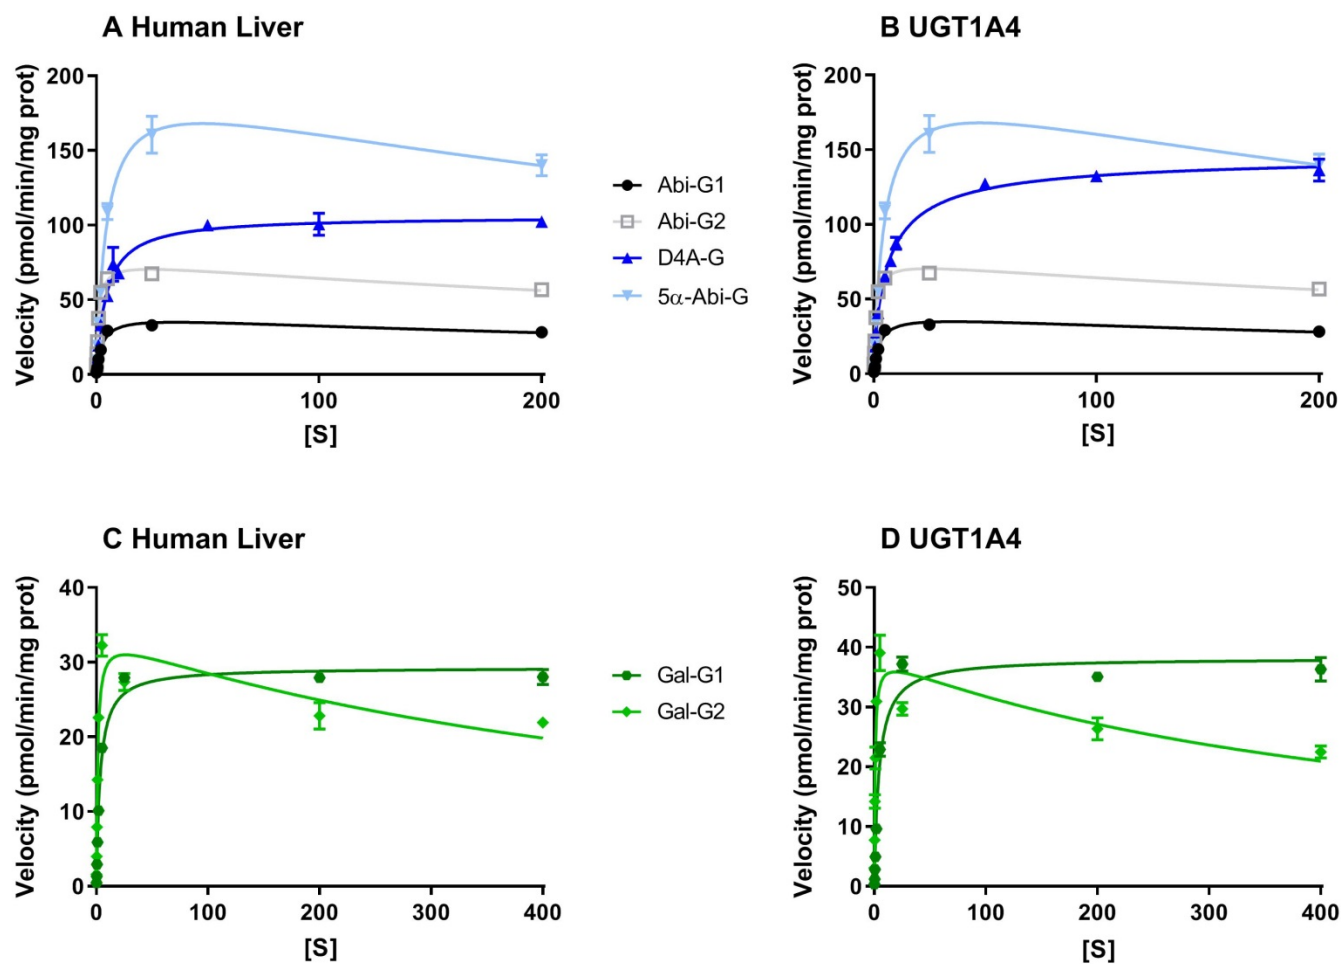 A Human Liver
Velocity (pmol/min/mg prot)
200
150
100
50
0
0 100 200
[S]
Abi-G1
Abi-G2
D4A-G
5α-Abi-G
B UGT1A4
Velocity (pmol/min/mg prot)
200
150
100
50
0
0 100 200
[S]
C Human Liver
Velocity (pmol/min/mg prot)
40
30
20
10
0
0 100 200 300 400
[S]
Gal-G1
Gal-G2
D UGT1A4
Velocity (pmol/min/mg prot)
50
40
30
20
10
0
0 100 200 300 400
[S]